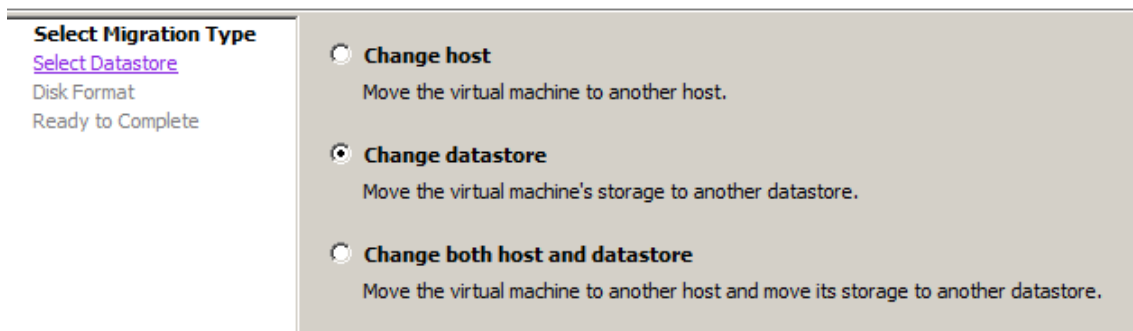 Select Migration Type
Select Datastore
Disk Format
Ready to Complete
Change host
Move the virtual machine to another host.
Change datastore
Move the virtual machine's storage to another datastore.
Change both host and datastore
Move the virtual machine to another host and move its storage to another datastore.